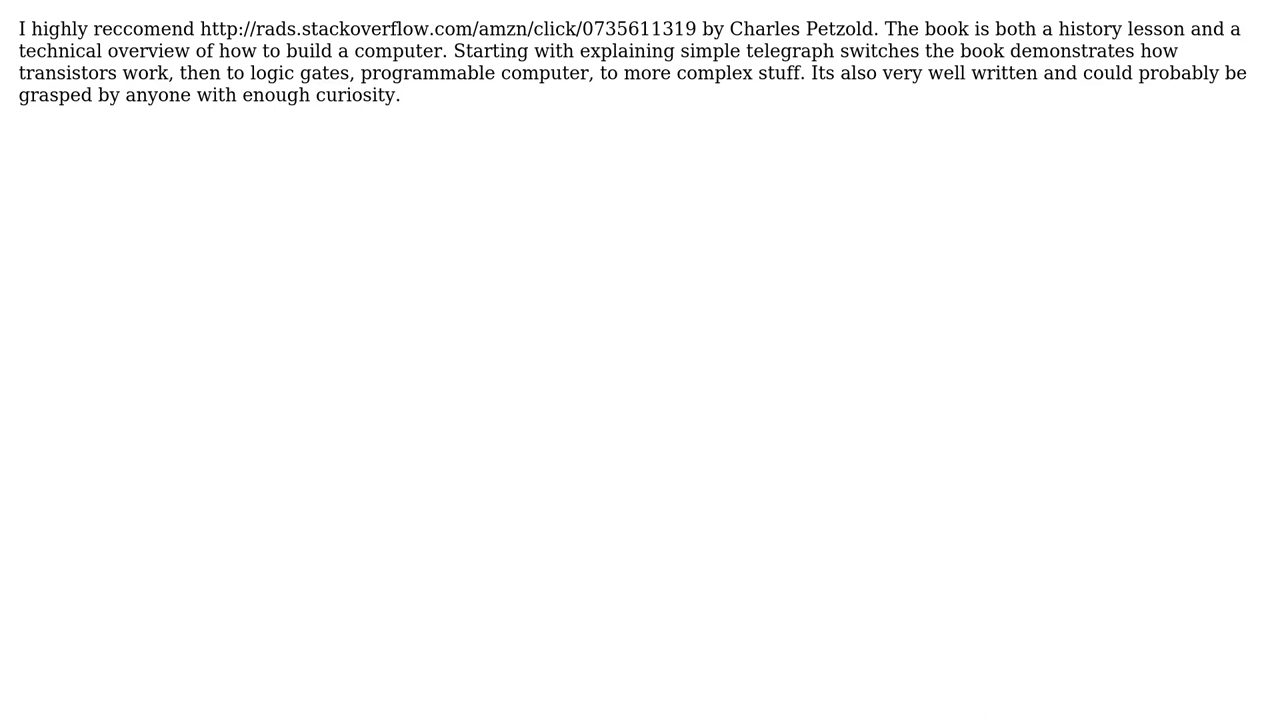 I highly reccomend http://rads.stackoverflow.com/amzn/click/0735611319 by Charles Petzold. The book is both a history lesson and a
technical overview of how to build a computer. Starting with explaining simple telegraph switches the book demonstrates how
transistors work, then to logic gates, programmable computer, to more complex stuff. Its also very well written and could probably be
grasped by anyone with enough curiosity.